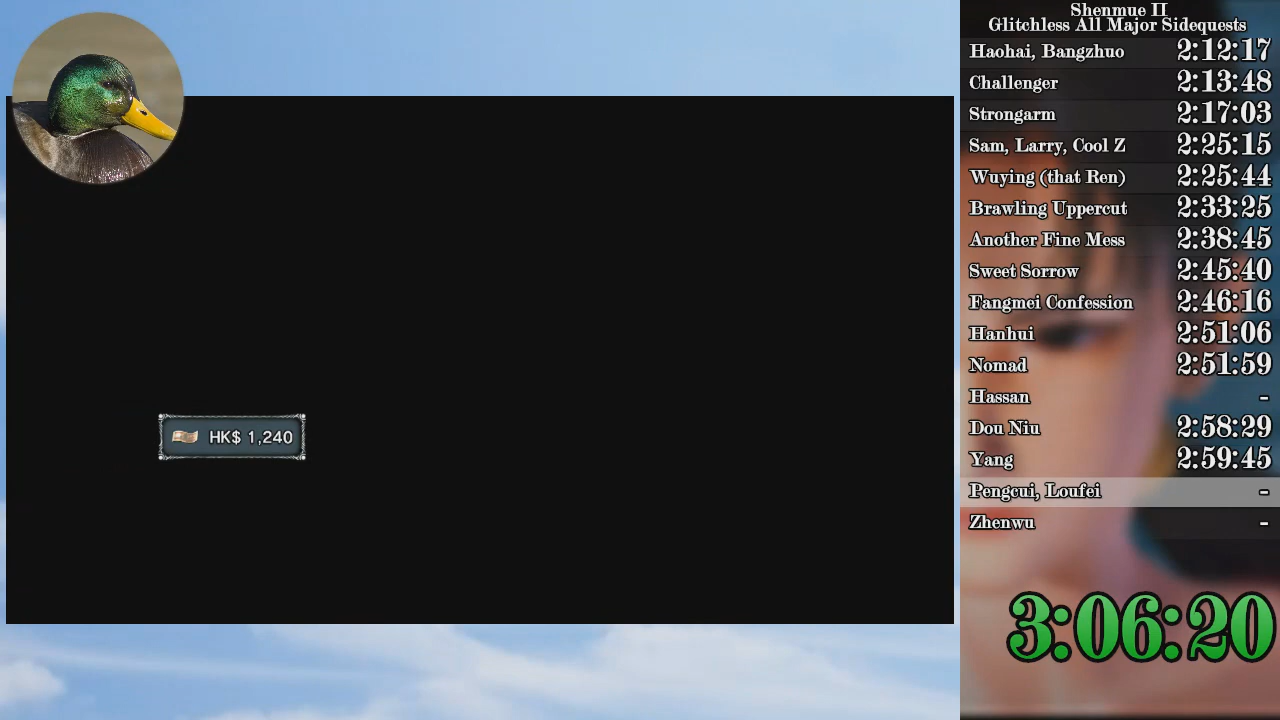 Shenmue II
Glitchless All Major Sidequests
Haohai, Bangzhuo 2:12:17
Challenger 2:13:48
Strongarm 2:17:03
Sam, Larry, Cool Z 2:25:15
Wuying (that Ren) 2:25:44
Brawling Uppercut 2:33:25
Another Fine Mess 2:38:45
Sweet Sorrow 2:45:40
Fangmei Confession 2:46:16
Hanhui 2:51:06
Nomad 2:51:59
Hassan -
Dou Niu 2:58:29
Yang 2:59:45
Pengcui, Loufei -
Zhenwu -
3:06:20
HK$ 1,240